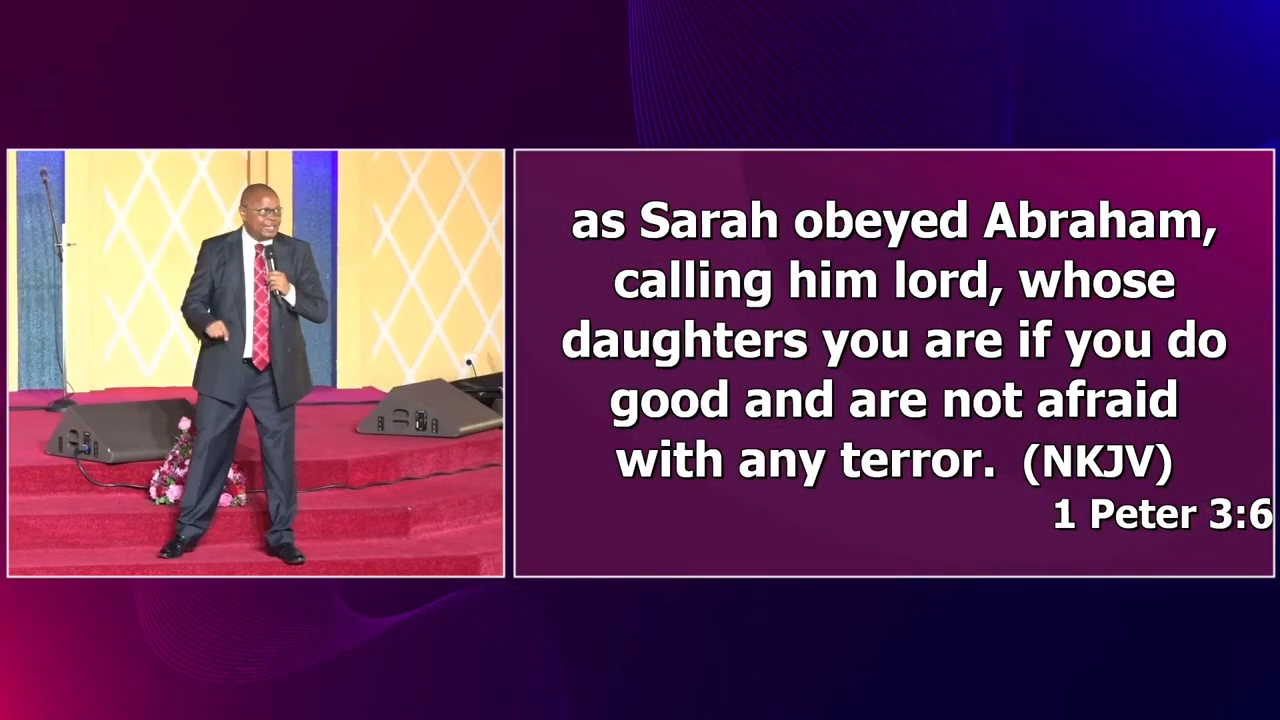 as Sarah obeyed Abraham,
calling him lord, whose
daughters you are if you do
good and are not afraid
with any terror.  (NKJV)
1 Peter 3:6